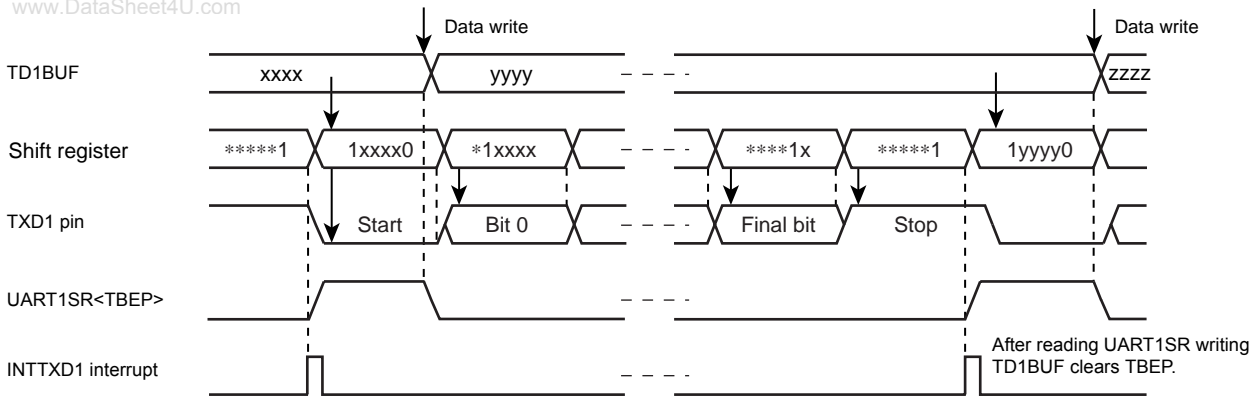 www.DataSheet4U.com
Data write
Data write
TD1BUF
xxxx
yyyy
zzzz
Shift register
*****1
1xxxx0
*1xxxx
****1x
*****1
1yyyy0
TXD1 pin
Start
Bit 0
Final bit
Stop
UART1SR<TBEP>
INTTXD1 interrupt
After reading UART1SR writing
TD1BUF clears TBEP.